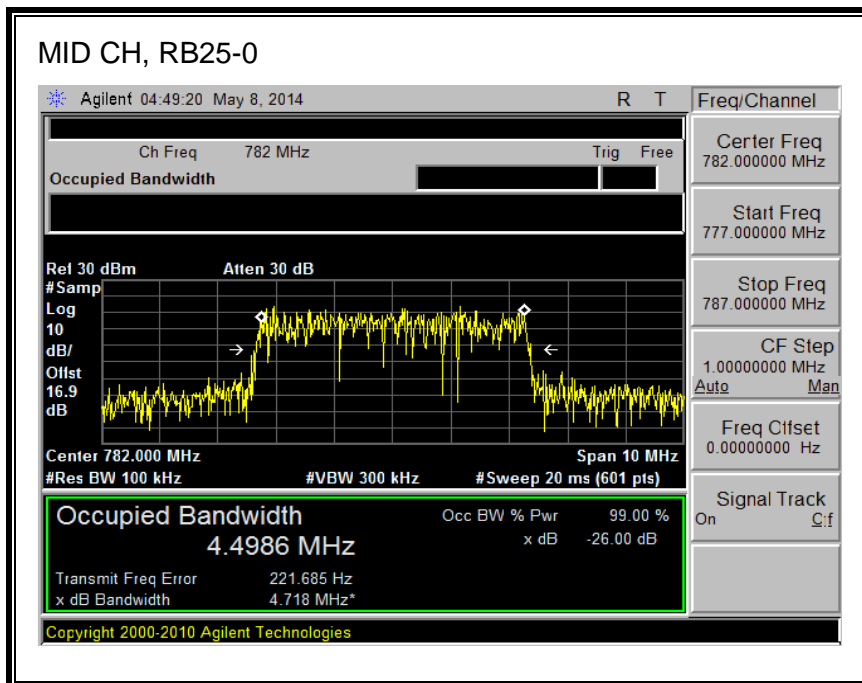 MID CH, RB25-0
Agilent 04:49:20 May 8, 2014 R T
Freq/Channel
Ch Freq 782 MHz Trig Free
Occupied Bandwidth
Center Freq
782.000000 MHz
Start Freq
777.000000 MHz
Stop Freq
787.000000 MHz
CF Step
1.00000000 MHz
Auto Man
Freq Offset
0.00000000 Hz
Signal Track
On Off
Ref 30 dBm Atten 30 dB
#Samp
Log
10
dB/
Offst
16.9
dB
Center 782.000 MHz Span 10 MHz
#Res BW 100 kHz #VBW 300 kHz #Sweep 20 ms (601 pts)
Occupied Bandwidth Occ BW % Pwr 99.00 %
4.4986 MHz x dB -26.00 dB
Transmit Freq Error 221.685 Hz
x dB Bandwidth 4.718 MHz*
Copyright 2000-2010 Agilent Technologies